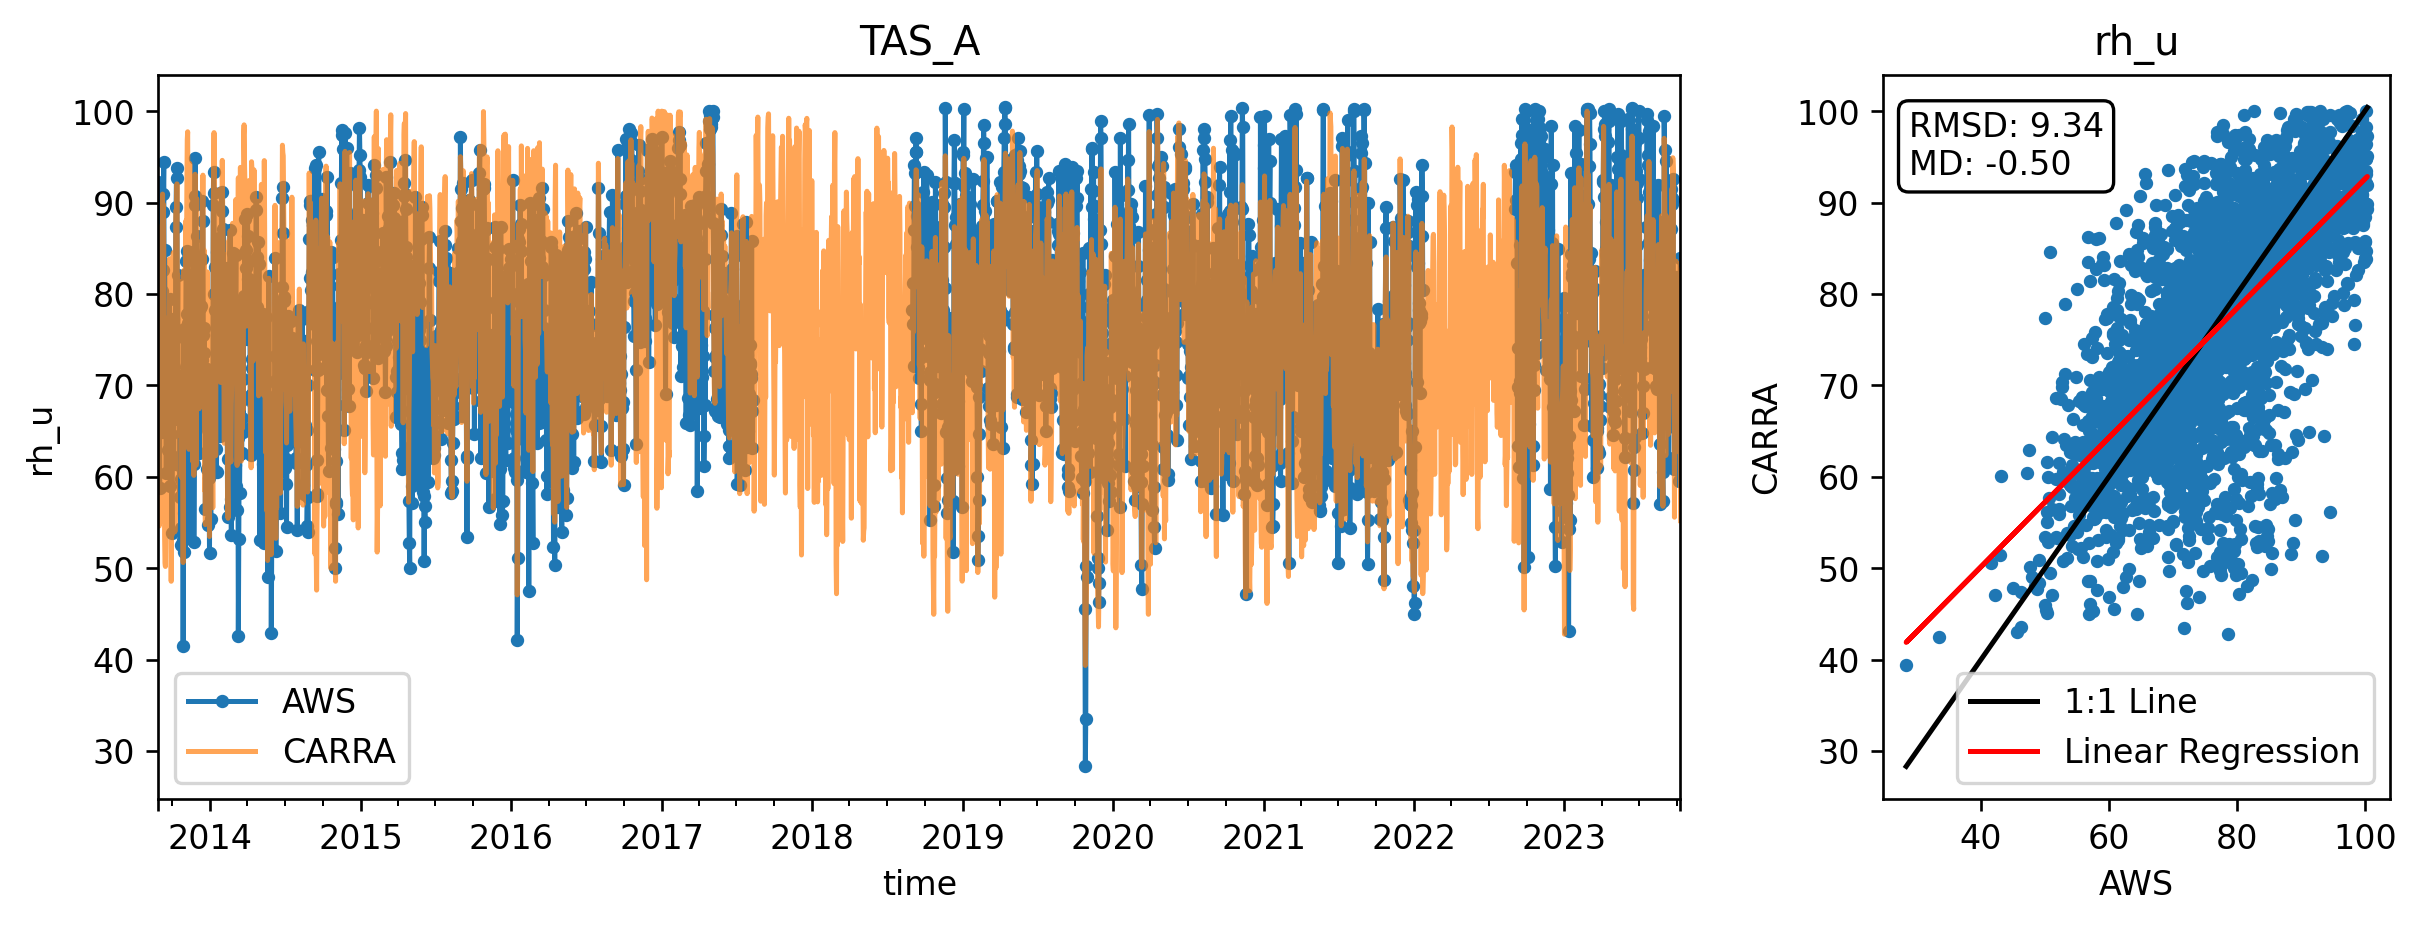 TAS_A
rh_u
100
90
80
70
60
50
40
30
rh_u
AWS
CARRA
2014 2015 2016 2017 2018 2019 2020 2021 2022 2023
time
100
90
80
70
60
50
40
30
CARRA
RMSD: 9.34
MD: -0.50
1:1 Line
Linear Regression
40 60 80 100
AWS